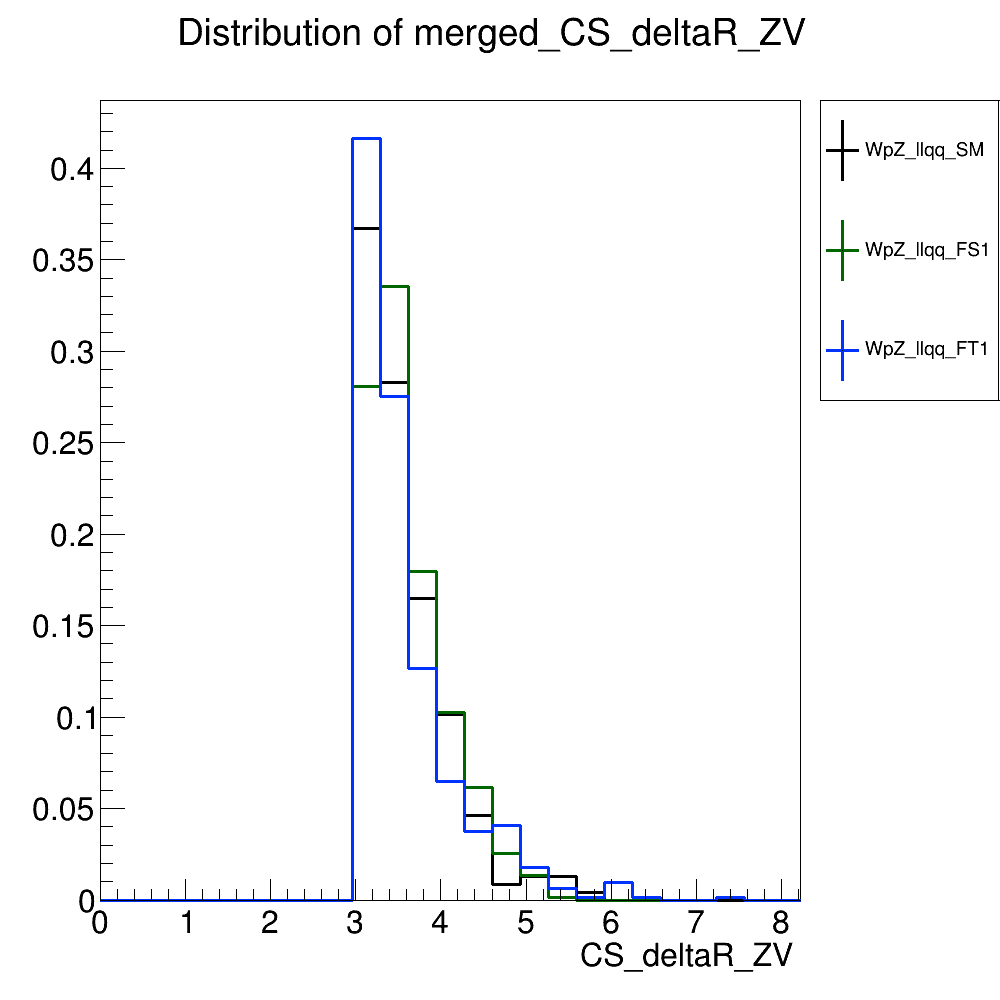 Distribution of merged_CS_deltaR_ZV
WpZ_llqq_SM
WpZ_llqq_FS1
WpZ_llqq_FT1
0.4
0.35
0.3
0.25
0.2
0.15
0.1
0.05
0
0 1 2 3 4 5 6 7 8
CS_deltaR_ZV